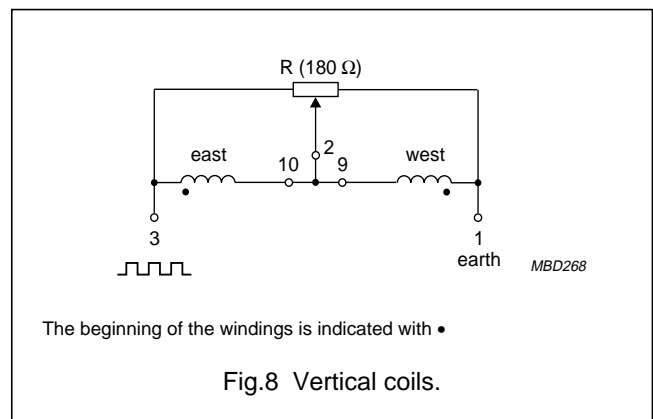 R (180 Ω)
2
east
10
9
west
3
1
earth
MBD268
The beginning of the windings is indicated with •
Fig.8 Vertical coils.